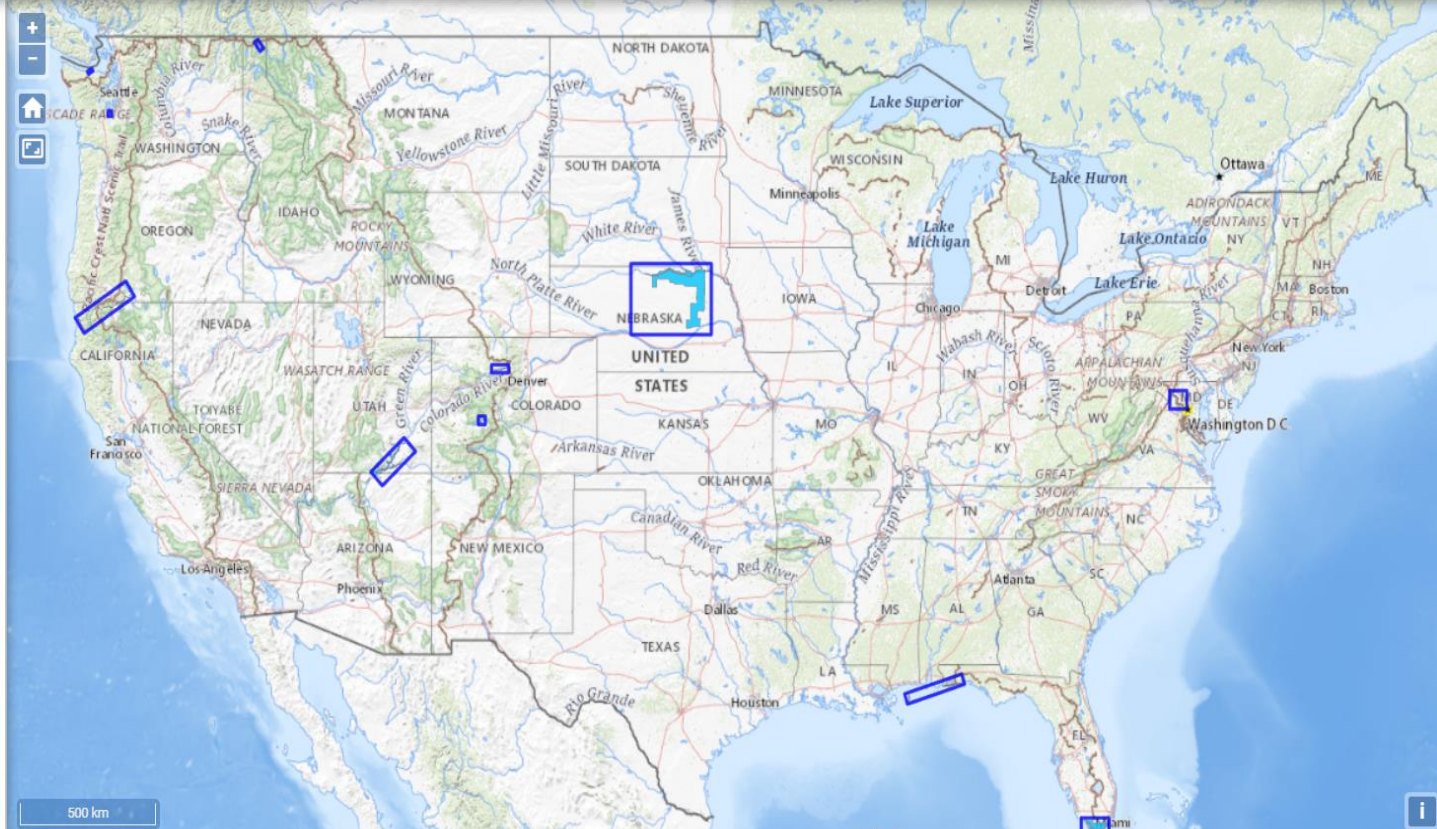 +
−
NORTH DAKOTA
Missouri River
Columbia River
Little Missouri River
Sheyenne River
MINNESOTA
Lake Superior
Seattle
MONTANA
Snake River
WASHINGTON
Yellowstone River
SOUTH DAKOTA
WISCONSIN
Minneapolis
Lake Huron
Ottawa
ME
ADIRONDACK
MOUNTAINS
VT
Pacific Crest Natl Scenic Trail
IDAHO
OREGON
ROCKY
MOUNTAINS
White River
James River
Lake
Michigan
Lake Ontario
NY
NH
WYOMING
North Platte River
MI
Detroit
Lake Erie
MA
Boston
IOWA
Chicago
NEBRASKA
NEVADA
PA
CT
RI
CALIFORNIA
WASATCH RANGE
Green River
UNITED
STATES
IL
Wabash River
IN
OH
Scioto River
APPALACHIAN
MOUNTAINS
New York
NJ
Denver
Colorado River
COLORADO
UTAH
TOIYABE
NATIONAL FOREST
KANSAS
MO
WV
MD
DE
Washington D C
San
Francisco
Arkansas River
KY
VA
SIERRA NEVADA
OKLAHOMA
Mississippi River
GREAT
SMOKY
MOUNTAINS
TN
NC
Canadian River
ARIZONA
NEW MEXICO
AR
Red River
Los Angeles
Phoenix
Atlanta
SC
Dallas
MS
AL
GA
TEXAS
LA
Rio Grande
Houston
FL
500 km
i